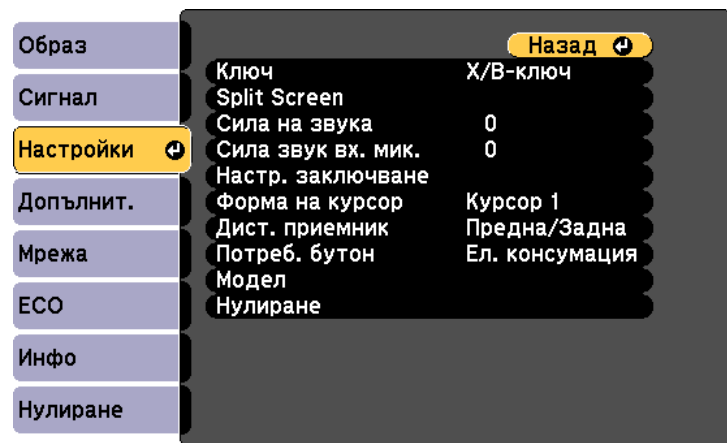 Образ
Сигнал
Настройки
Допълнит.
Мрежа
ECO
Инфо
Нулиране
Назад
Ключ Х/В-ключ
Split Screen
Сила на звука 0
Сила звук вх. мик. 0
Настр. заключване
Форма на курсор Курсор 1
Дист. приемник Предна/Задна
Потреб. бутон Ел. консумация
Модел
Нулиране